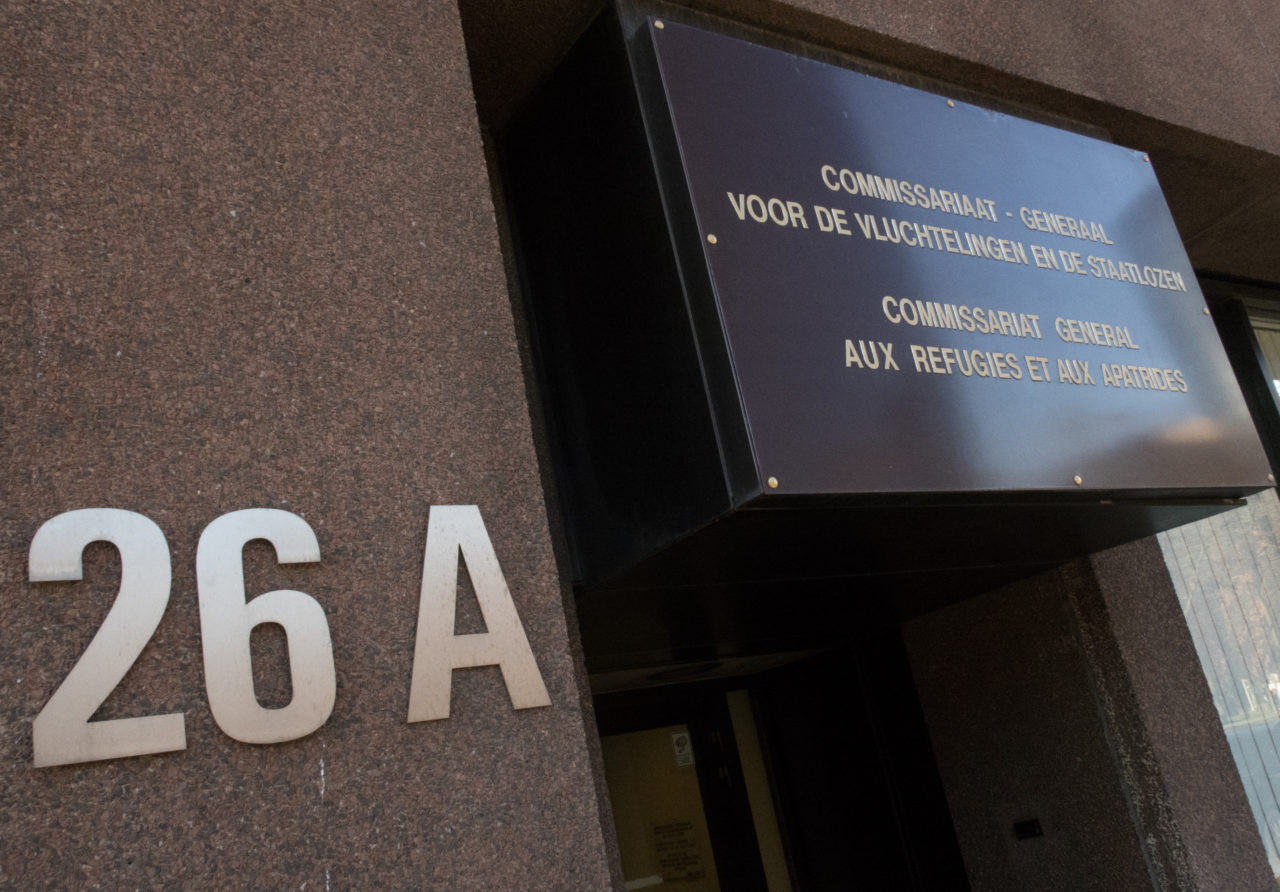 COMMISSARIAAT - GENERAAL
VOOR DE VLUCHTELINGEN EN DE STAATLOZEN
COMMISSARIAT GENERAL
AUX REFUGIES ET AUX APATRIDES
26 A